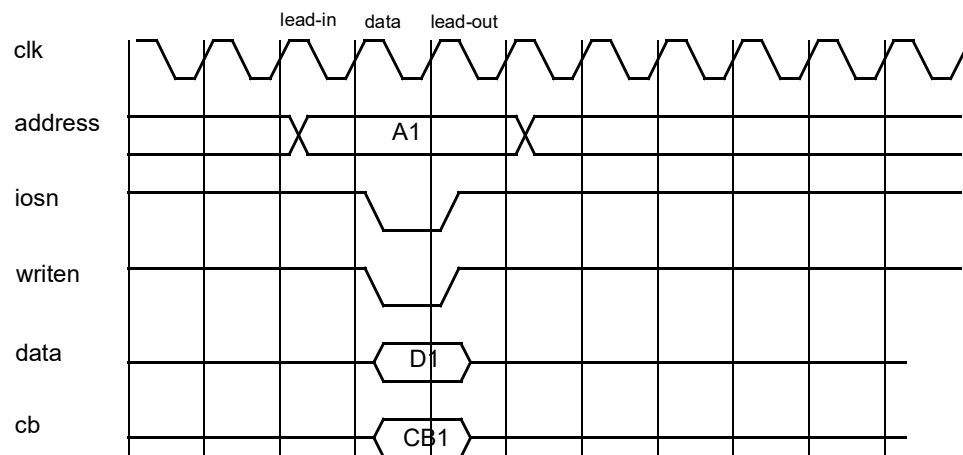 lead-in data lead-out
clk
address A1
iosn
writen
data D1
cb CB1